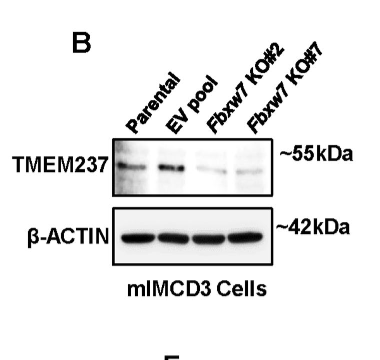 B
Parental
EV pool
Fbxw7 KO#2
Fbxw7 KO#7
TMEM237
~55kDa
β-ACTIN
~42kDa
mIMCD3 Cells